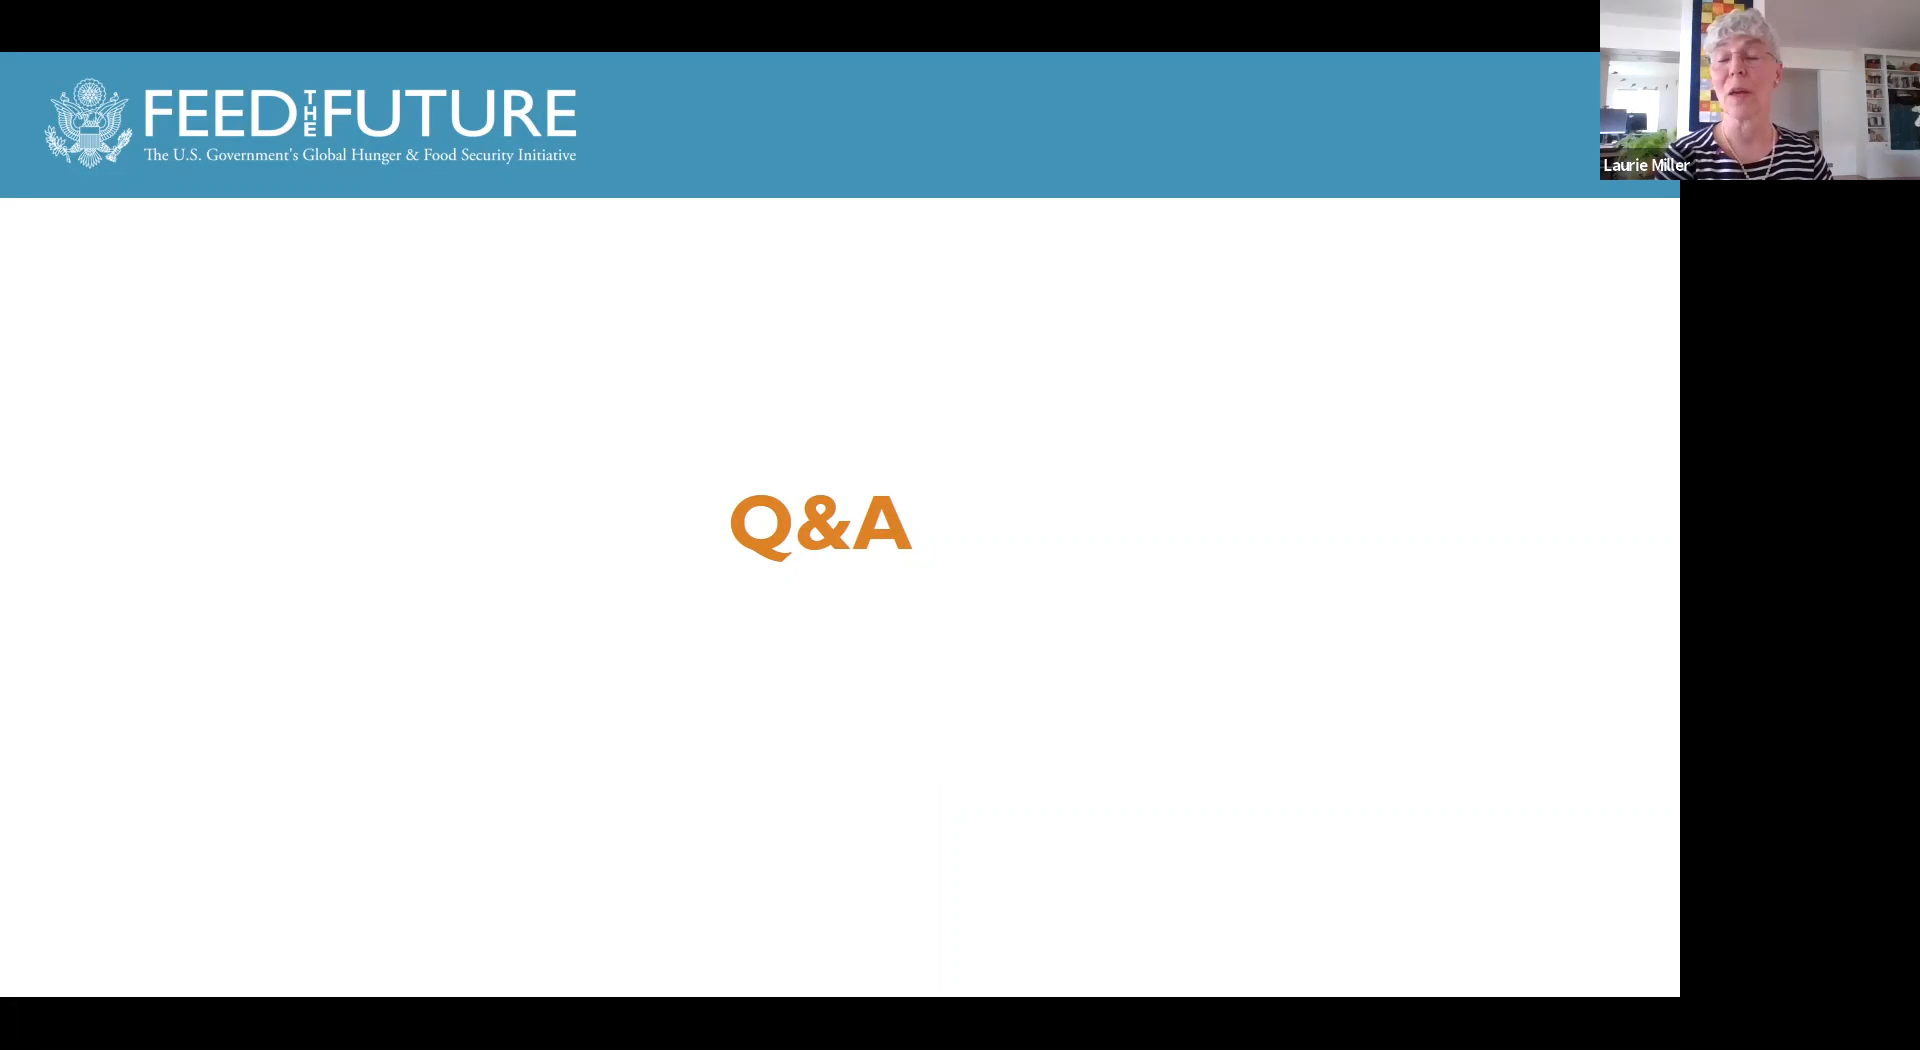 FEED THE FUTURE
The U.S. Government's Global Hunger & Food Security Initiative
Laurie Miller
Q&A